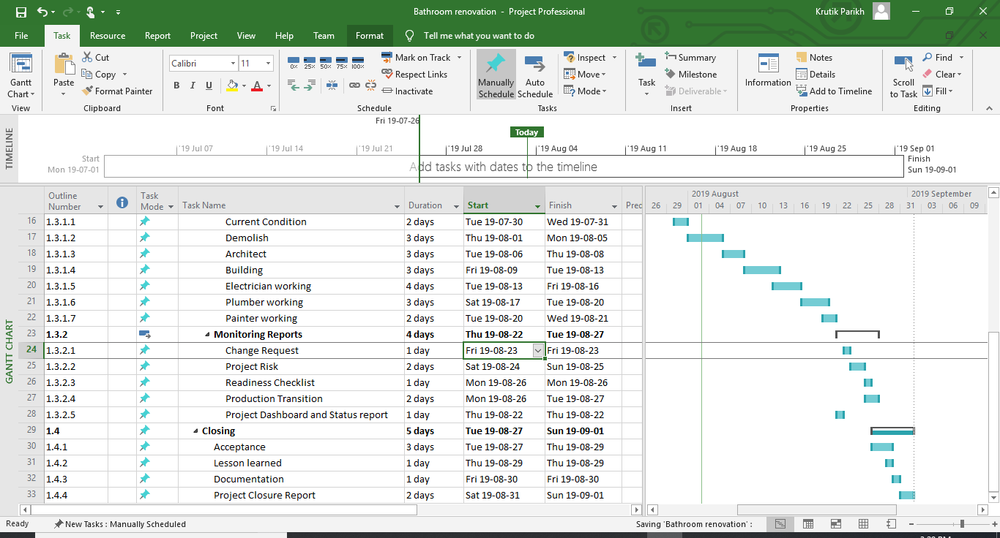 Bathroom renovation - Project Professional
Krutik Parikh
File Task Resource Report Project View Help Team Format Tell me what you want to do
Gantt Chart
View
Paste
Cut
Copy
Format Painter
Clipboard
Calibri 11
B I U A
Font
0% 25% 50% 75% 100%
Mark on Track
Respect Links
Inactivate
Schedule
Manually Schedule
Auto Schedule
Inspect
Move
Mode
Tasks
Task
Summary
Milestone
Deliverable
Insert
Information
Notes
Details
Add to Timeline
Properties
Scroll to Task
Find
Clear
Fill
Editing
TIMELINE
Fri 19-07-26
Today
'19 Jul 07 '19 Jul 14 '19 Jul 21 '19 Jul 28 '19 Aug 04 '19 Aug 11 '19 Aug 18 '19 Aug 25 '19 Sep 01
Start
Mon 19-07-01
Add tasks with dates to the timeline
Finish
Sun 19-09-01
GANTT CHART
Outline Number Task Mode Task Name Duration Start Finish Pred
2019 August 2019 September
26 29 01 04 07 10 13 16 19 22 25 28 31 03 06 09
16 1.3.1.1 Current Condition 2 days Tue 19-07-30 Wed 19-07-31
17 1.3.1.2 Demolish 3 days Thu 19-08-01 Mon 19-08-05
18 1.3.1.3 Architect 3 days Tue 19-08-06 Thu 19-08-08
19 1.3.1.4 Building 3 days Fri 19-08-09 Tue 19-08-13
20 1.3.1.5 Electrician working 4 days Tue 19-08-13 Fri 19-08-16
21 1.3.1.6 Plumber working 3 days Sat 19-08-17 Tue 19-08-20
22 1.3.1.7 Painter working 2 days Tue 19-08-20 Wed 19-08-21
23 1.3.2 Monitoring Reports 4 days Thu 19-08-22 Tue 19-08-27
24 1.3.2.1 Change Request 1 day Fri 19-08-23 Fri 19-08-23
25 1.3.2.2 Project Risk 2 days Sat 19-08-24 Sun 19-08-25
26 1.3.2.3 Readiness Checklist 1 day Mon 19-08-26 Mon 19-08-26
27 1.3.2.4 Production Transition 2 days Mon 19-08-26 Tue 19-08-27
28 1.3.2.5 Project Dashboard and Status report 1 day Thu 19-08-22 Thu 19-08-22
29 1.4 Closing 5 days Tue 19-08-27 Sun 19-09-01
30 1.4.1 Acceptance 3 days Tue 19-08-27 Thu 19-08-29
31 1.4.2 Lesson learned 1 day Thu 19-08-29 Thu 19-08-29
32 1.4.3 Documentation 1 day Fri 19-08-30 Fri 19-08-30
33 1.4.4 Project Closure Report 2 days Sat 19-08-31 Sun 19-09-01
Ready New Tasks : Manually Scheduled Saving 'Bathroom renovation' :